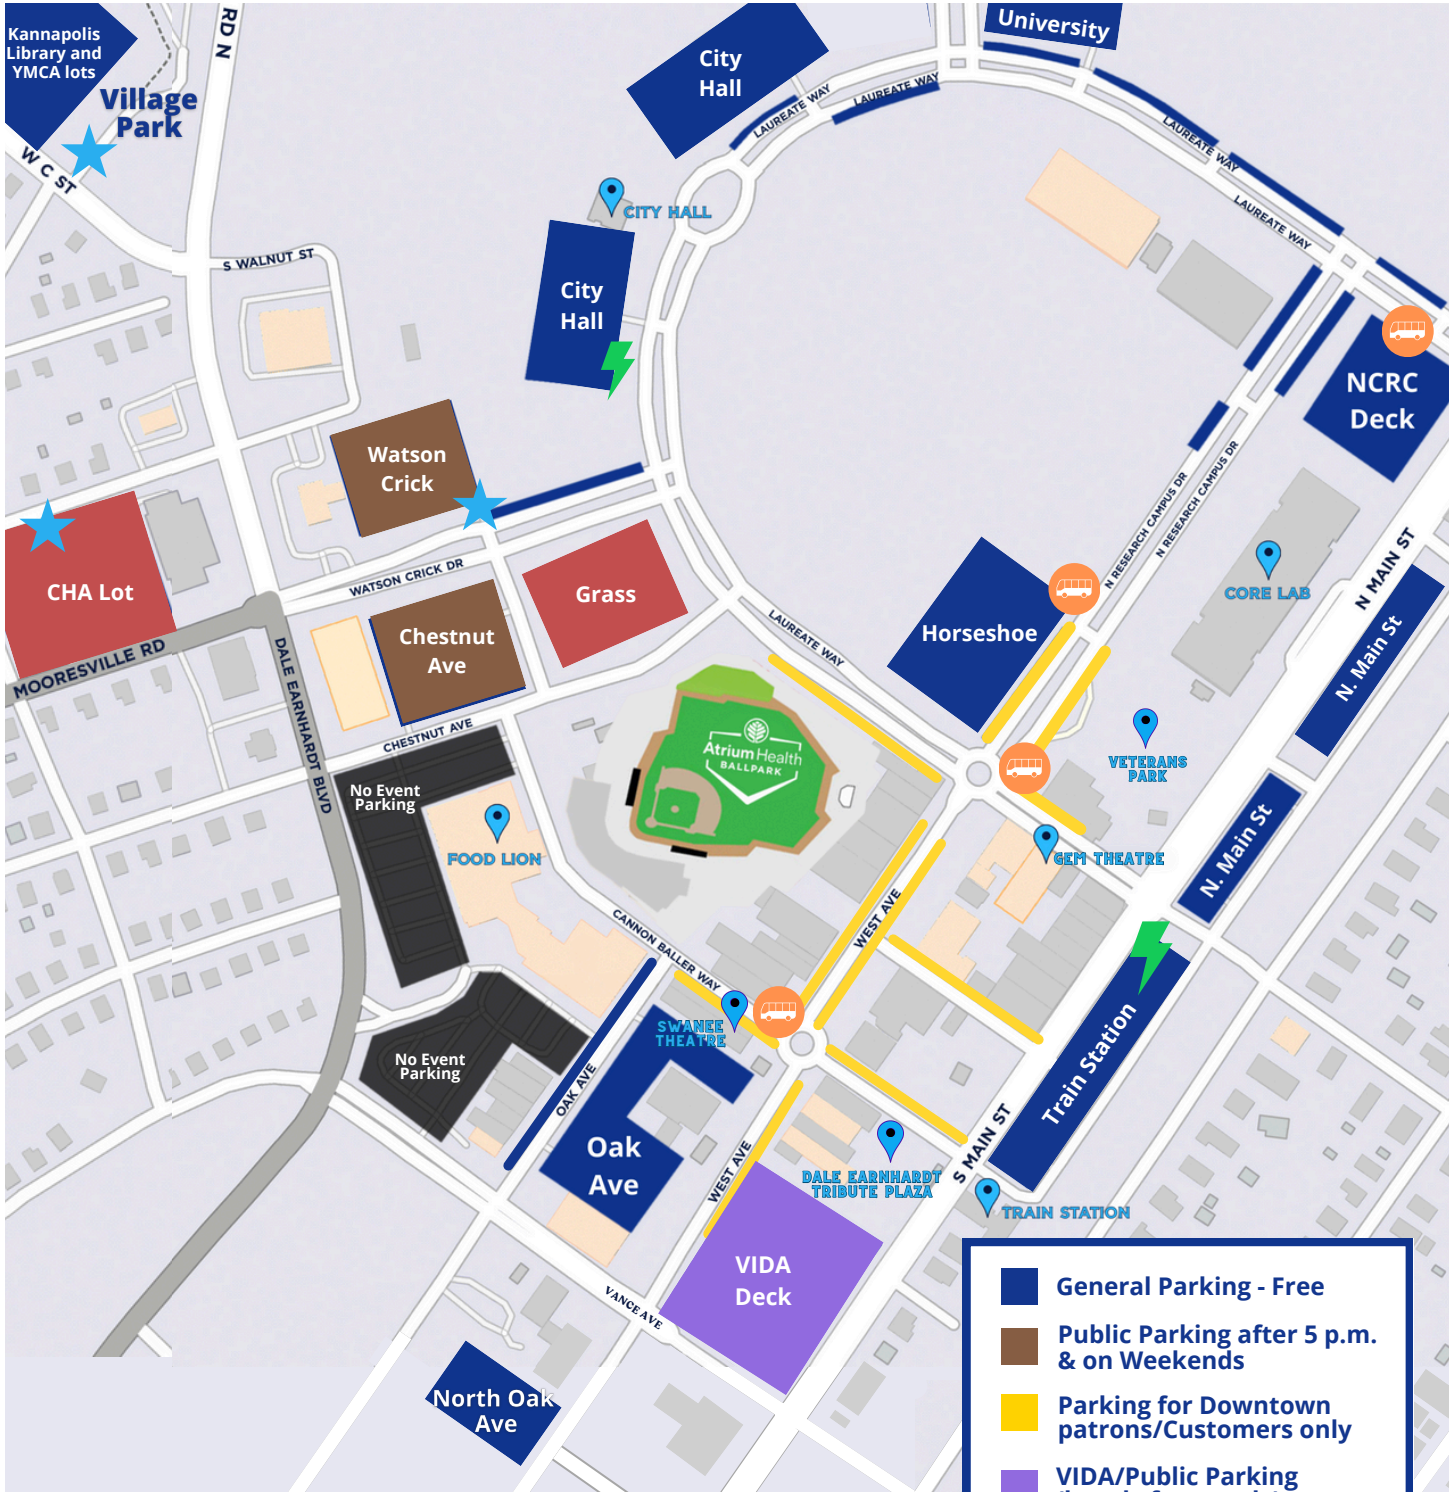 Kannapolis
Library and
YMCA lots
Village
Park
RD N
W C ST
City
Hall
University
LAUREATE WAY
LAUREATE WAY
LAUREATE WAY
LAUREATE WAY
LAUREATE WAY
CITY HALL
S WALNUT ST
City
Hall
NCRC
Deck
Watson
Crick
N RESEARCH CAMPUS DR
N RESEARCH CAMPUS DR
N MAIN ST
CORE LAB
CHA Lot
WATSON CRICK DR
Grass
Horseshoe
LAUREATE WAY
N. Main St
Chestnut
Ave
MOORESVILLE RD
DALE EARNHARDT BLVD
CHESTNUT AVE
Atrium Health
BALLPARK
VETERANS
PARK
No Event
Parking
FOOD LION
GEM THEATRE
N. Main St
WEST AVE
CANNON BALLER WAY
SWANEE
THEATRE
No Event
Parking
OAK AVE
Train Station
Oak
Ave
WEST AVE
DALE EARNHARDT
TRIBUTE PLAZA
S MAIN ST
TRAIN STATION
VIDA
Deck
VANCE AVE
North Oak
Ave
General Parking - Free
Public Parking after 5 p.m.
& on Weekends
Parking for Downtown
patrons/Customers only
VIDA/Public Parking